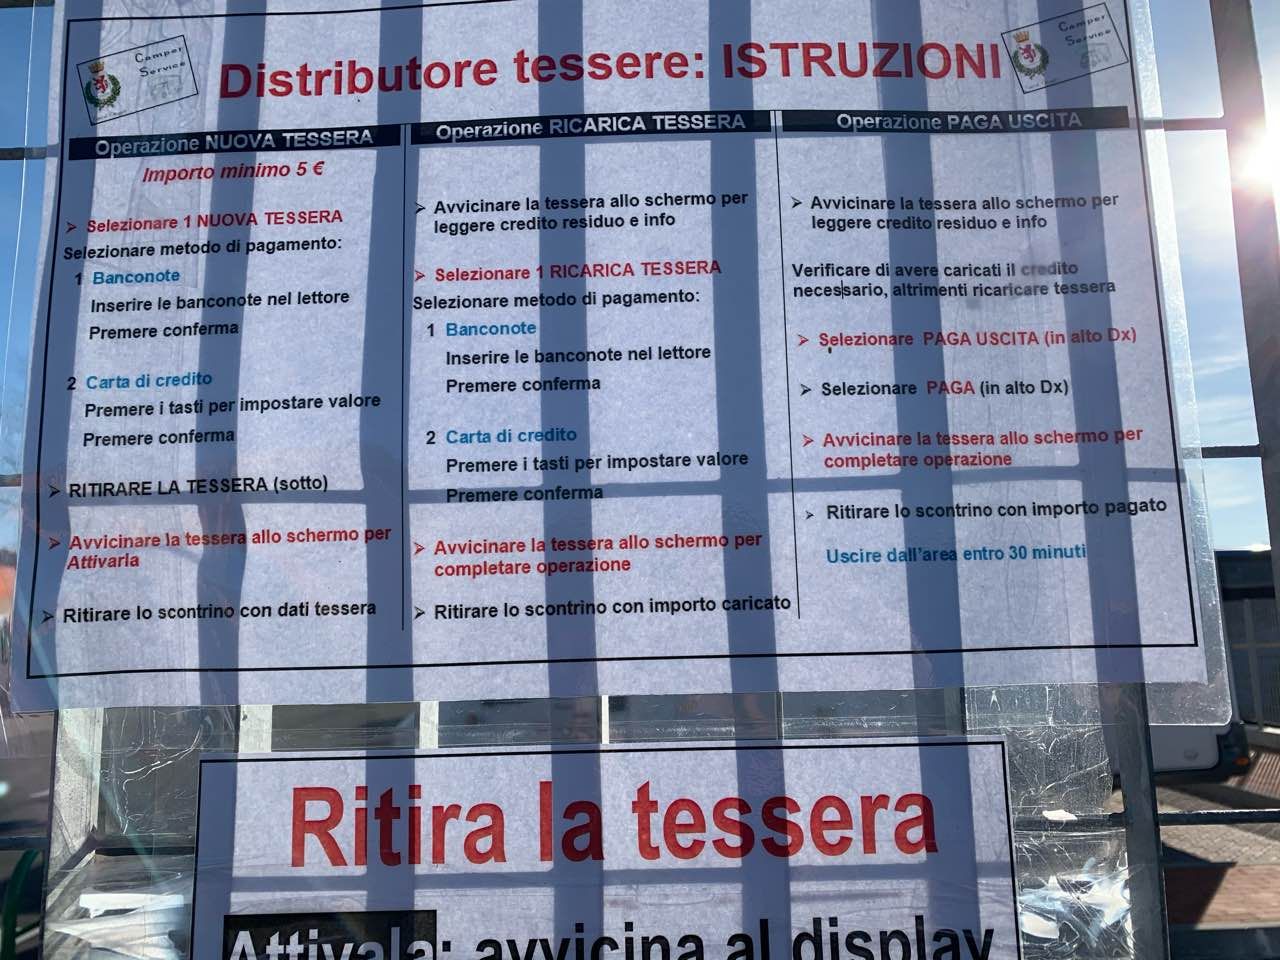 Camper
Service
Distributore tessere: ISTRUZIONI
Camper
Service
Operazione NUOVA TESSERA
Importo minimo 5 €
➢ Selezionare 1 NUOVA TESSERA
Selezionare metodo di pagamento:
1 Banconote
Inserire le banconote nel lettore
Premere conferma
2 Carta di credito
Premere i tasti per impostare valore
Premere conferma
➢ RITIRARE LA TESSERA (sotto)
➢ Avvicinare la tessera allo schermo per
Attivarla
➢ Ritirare lo scontrino con dati tessera
Operazione RICARICA TESSERA
➢ Avvicinare la tessera allo schermo per
leggere credito residuo e info
➢ Selezionare 1 RICARICA TESSERA
Selezionare metodo di pagamento:
1 Banconote
Inserire le banconote nel lettore
Premere conferma
2 Carta di credito
Premere i tasti per impostare valore
Premere conferma
➢ Avvicinare la tessera allo schermo per
completare operazione
➢ Ritirare lo scontrino con importo caricato
Operazione PAGA USCITA
➢ Avvicinare la tessera allo schermo per
leggere credito residuo e info
Verificare di avere caricati il credito
necessario, altrimenti ricaricare tessera
➢ Selezionare PAGA USCITA (in alto Dx)
➢ Selezionare PAGA (in alto Dx)
➢ Avvicinare la tessera allo schermo per
completare operazione
➢ Ritirare lo scontrino con importo pagato
Uscire dall'area entro 30 minuti
Ritira la tessera
Attivala: avvicina al display